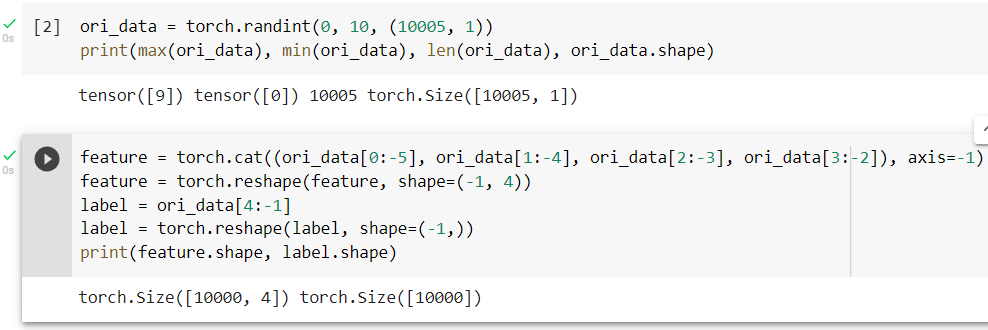 [2] ori_data = torch.randint(0, 10, (10005, 1))
print(max(ori_data), min(ori_data), len(ori_data), ori_data.shape)
0s
tensor([9]) tensor([0]) 10005 torch.Size([10005, 1])
feature = torch.cat((ori_data[0:-5], ori_data[1:-4], ori_data[2:-3], ori_data[3:-2]), axis=-1)
0s
feature = torch.reshape(feature, shape=(-1, 4))
label = ori_data[4:-1]
label = torch.reshape(label, shape=(-1,))
print(feature.shape, label.shape)
torch.Size([10000, 4]) torch.Size([10000])